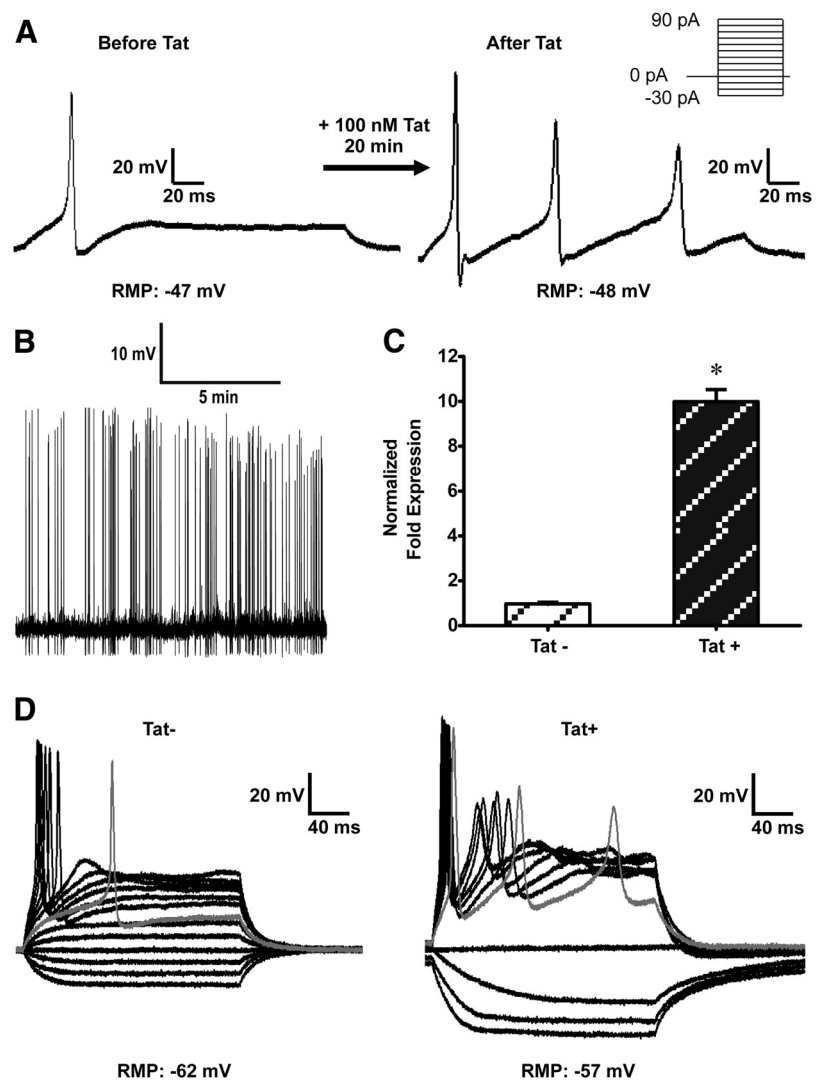 A
Before Tat
After Tat
90 pA
0 pA
-30 pA
+ 100 nM Tat
20 min
20 mV
20 ms
20 mV
20 ms
RMP: -47 mV
RMP: -48 mV
B
10 mV
5 min
C
Normalized
Fold Expression
12
10
8
6
4
2
0
*
Tat -
Tat +
D
Tat-
Tat+
20 mV
40 ms
20 mV
40 ms
RMP: -62 mV
RMP: -57 mV